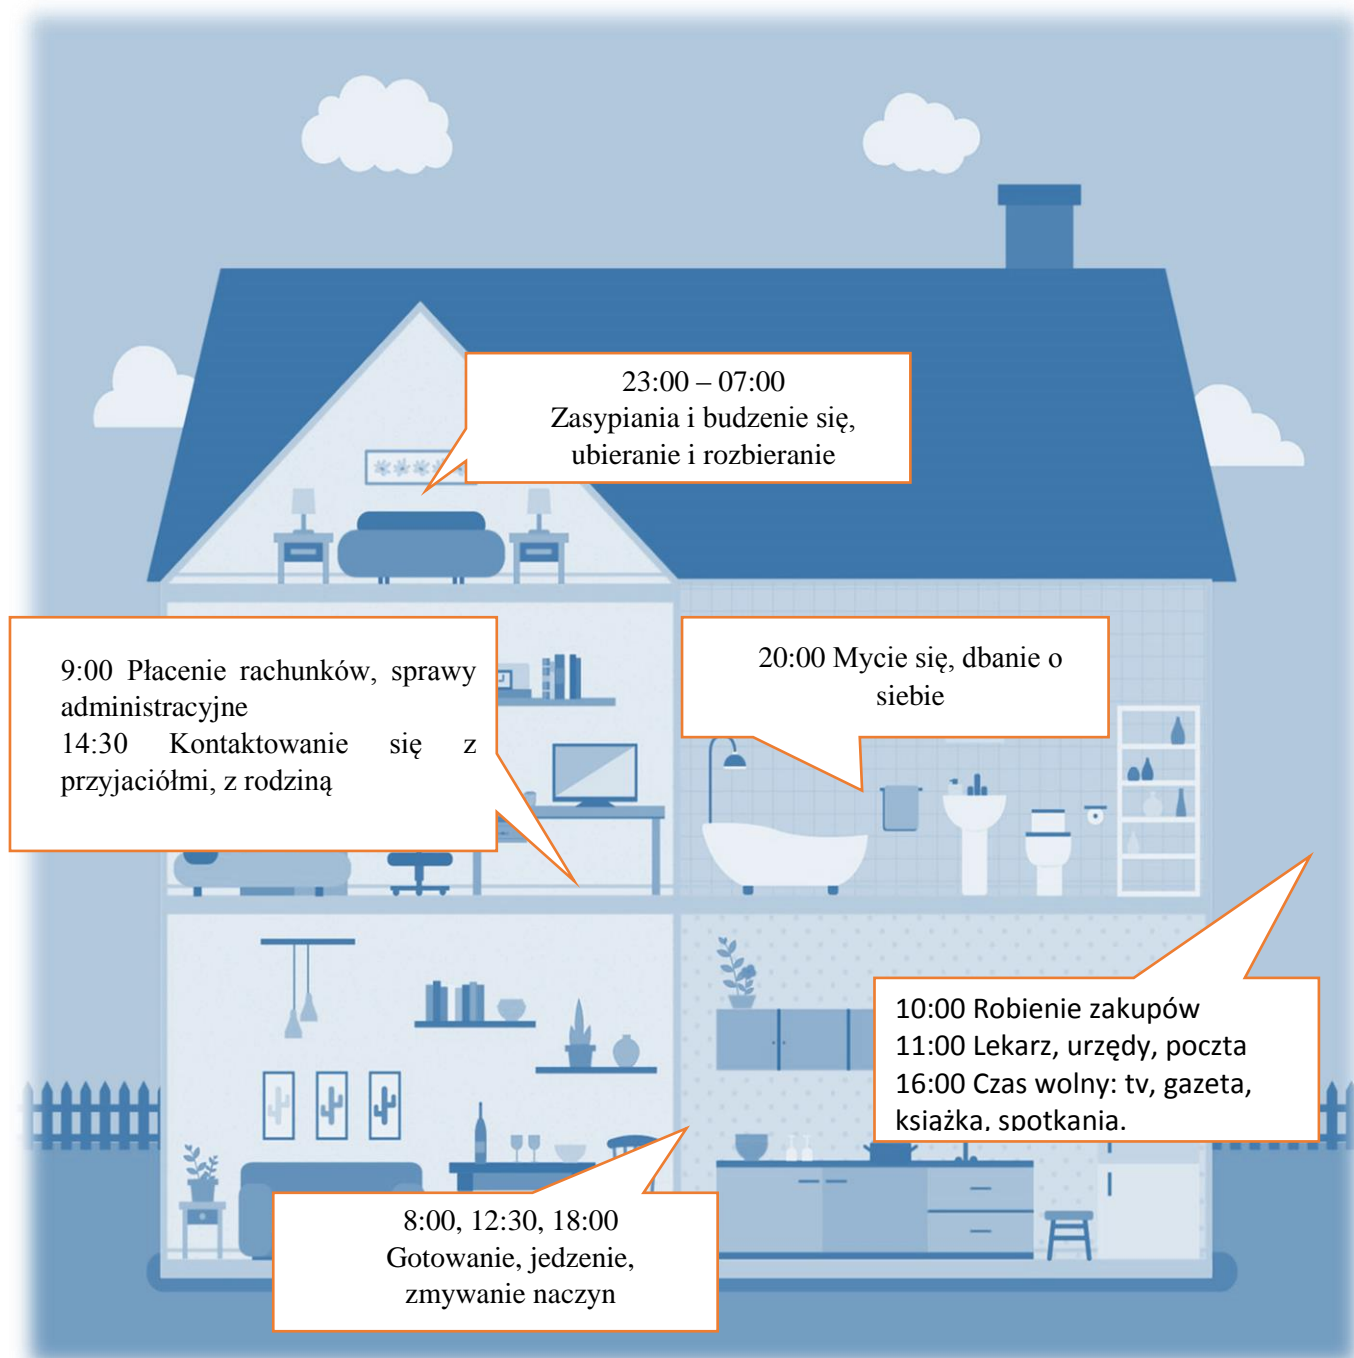 23:00 – 07:00
Zasypiania i budzenie się,
ubieranie i rozbieranie
9:00 Płacenie rachunków, sprawy
administracyjne
14:30 Kontaktowanie się z
przyjaciółmi, z rodziną
20:00 Mycie się, dbanie o
siebie
10:00 Robienie zakupów
11:00 Lekarz, urzędy, poczta
16:00 Czas wolny: tv, gazeta,
książka, spotkania.
8:00, 12:30, 18:00
Gotowanie, jedzenie,
zmywanie naczyn